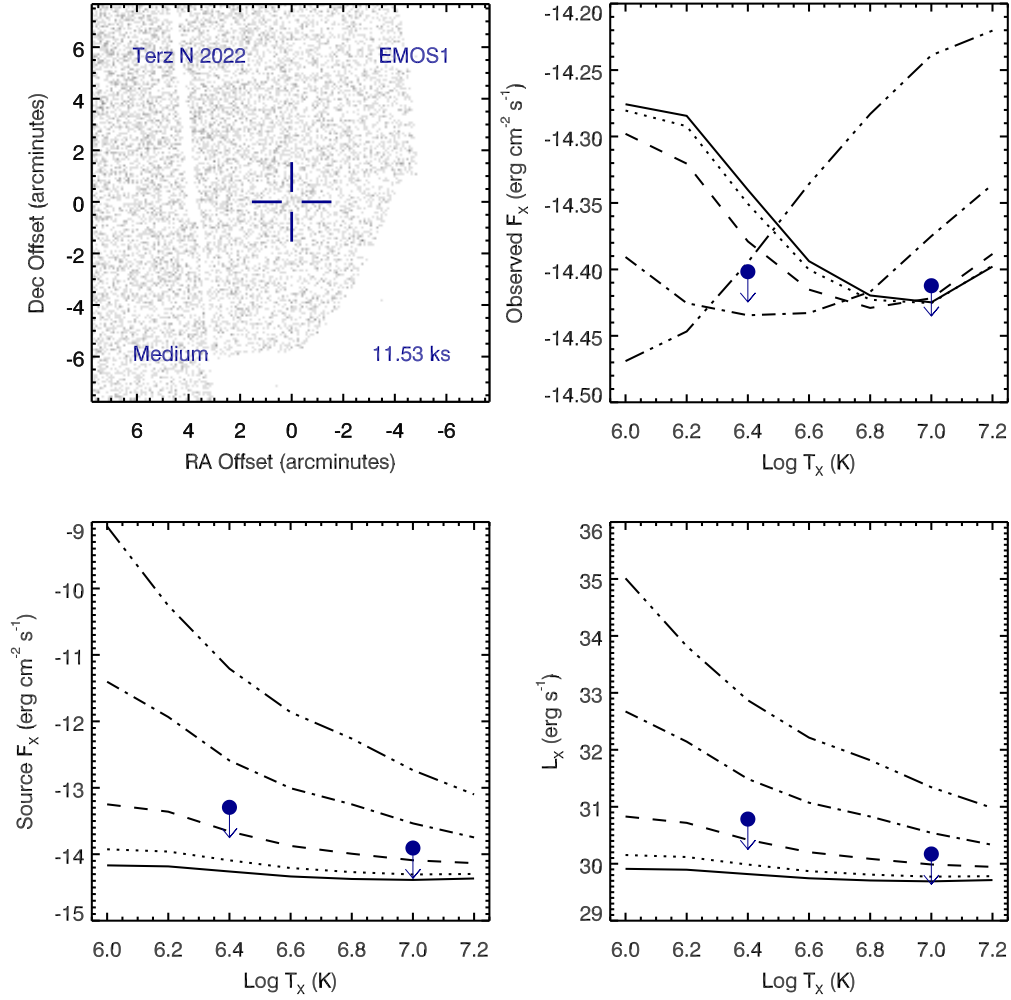 Terz N 2022 EMOS1
Medium 11.53 ks
Dec Offset (arcminutes)
6
4
2
0
-2
-4
-6
6 4 2 0 -2 -4 -6
RA Offset (arcminutes)
Observed F_X (erg cm^-2 s^-1)
-14.20
-14.25
-14.30
-14.35
-14.40
-14.45
-14.50
6.0 6.2 6.4 6.6 6.8 7.0 7.2
Log T_X (K)
Source F_X (erg cm^-2 s^-1)
-9
-10
-11
-12
-13
-14
-15
6.0 6.2 6.4 6.6 6.8 7.0 7.2
Log T_X (K)
L_X (erg s^-1)
36
35
34
33
32
31
30
29
6.0 6.2 6.4 6.6 6.8 7.0 7.2
Log T_X (K)